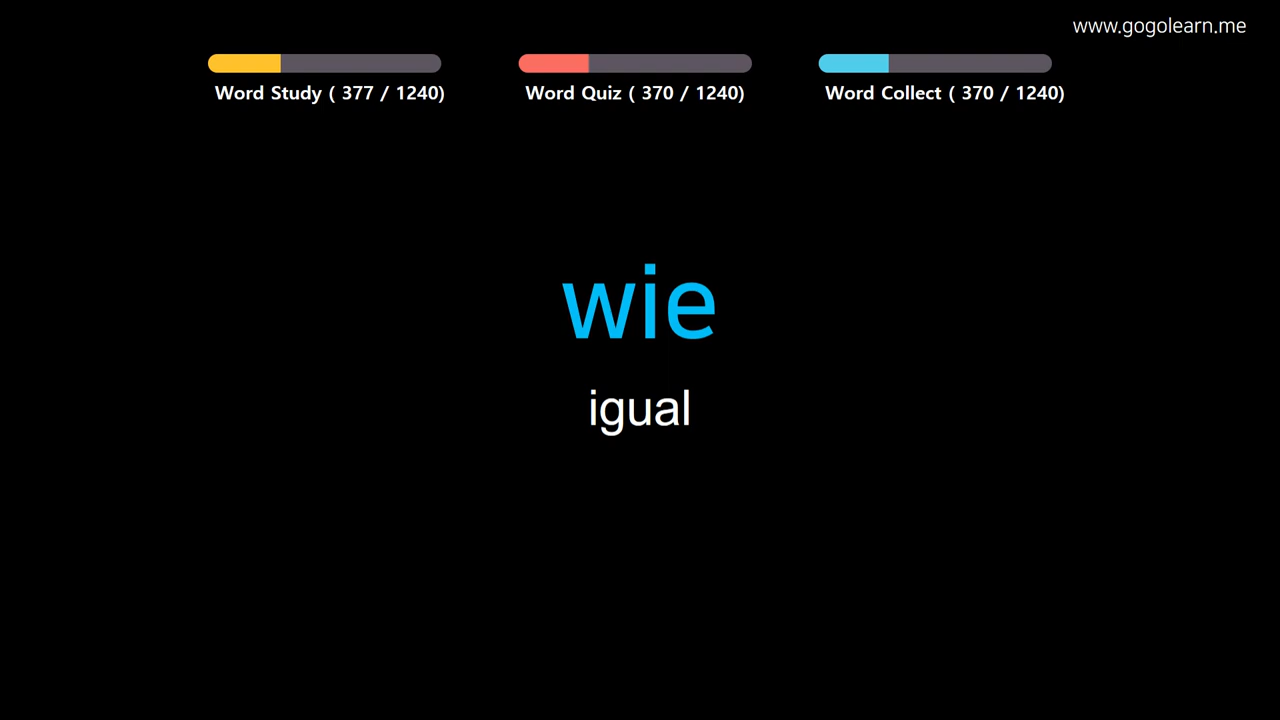 www.gogolearn.me
Word Study ( 377 / 1240)
Word Quiz ( 370 / 1240)
Word Collect ( 370 / 1240)
wie
igual